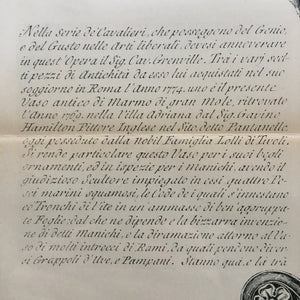 Nella serie de'Cavalieri, che posseggono del Genio,
e del Gusto nelle arti liberali, devesi annoverare
in quest'Opera il Sig. Cav. Grenville. Tra i vari scel-
ti pezzi di Antichità da esso lui acquistati nel suo
soggiorno in Roma l'Anno 1774. uno è il presente
Vaso antico di Marmo di gran Mole, ritrovato
l'Anno 1769. nella Villa Adriana dal Sig. Gavino
Hamilton Pittore Inglese nel Sito detto Pantanello
oggi posseduto dalla nobil Famiglia Lolli di Tivoli.
Si rende particolare questo Vaso per i suoi begli
ornamenti, ed in ispezie per i Manichi, avendo il
giudizioso Scultore impiegato in essi quattro Pe-
sci marini squamosi, le Code de' quali, s'innestano
co' Tronchi di Vite in un ammasso di ben aggruppa-
te Foglie dal che ne dipende e la bizzarra invenzio-
ne di detti Manichi, e la diramazione attorno al Va-
so di molti intrecci di Rami, da quali pendono diver-
si Grappoli d'Uve, e Pampani. Stanno qua, e là tra